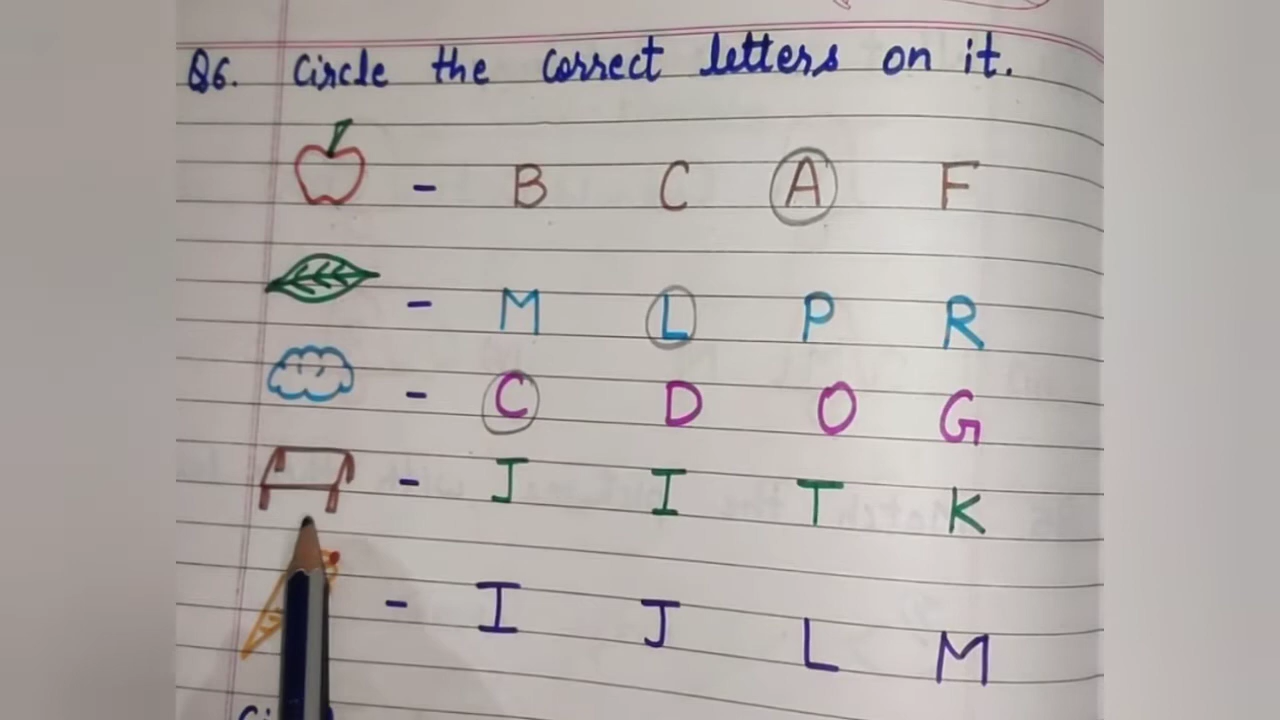 Q6. Circle the correct letters on it.
- B C A F
- M L P R
- C D O G
- J I T K
- I J L M